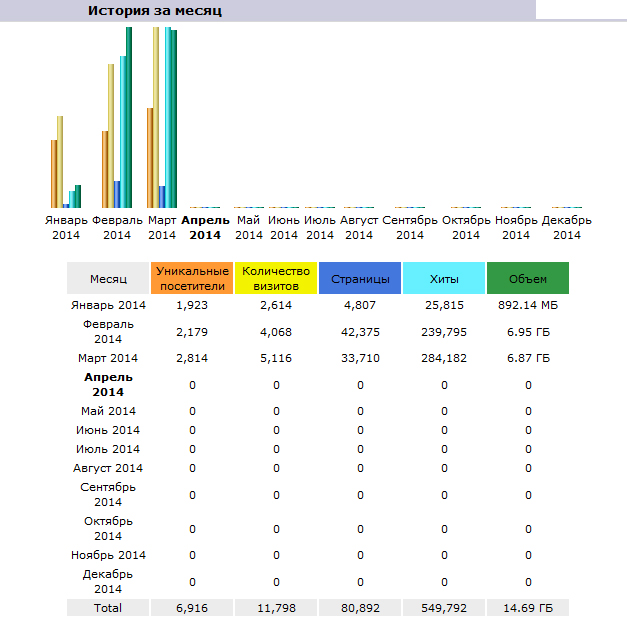 История за месяц
Январь Февраль Март Апрель Май Июнь Июль Август Сентябрь Октябрь Ноябрь Декабрь
2014 2014 2014 2014 2014 2014 2014 2014 2014 2014 2014 2014
Месяц Уникальные посетители Количество визитов Страницы Хиты Объем
Январь 2014 1,923 2,614 4,807 25,815 892.14 МБ
Февраль 2014 2,179 4,068 42,375 239,795 6.95 ГБ
Март 2014 2,814 5,116 33,710 284,182 6.87 ГБ
Апрель 2014 0 0 0 0 0
Май 2014 0 0 0 0 0
Июнь 2014 0 0 0 0 0
Июль 2014 0 0 0 0 0
Август 2014 0 0 0 0 0
Сентябрь 2014 0 0 0 0 0
Октябрь 2014 0 0 0 0 0
Ноябрь 2014 0 0 0 0 0
Декабрь 2014 0 0 0 0 0
Total 6,916 11,798 80,892 549,792 14.69 ГБ